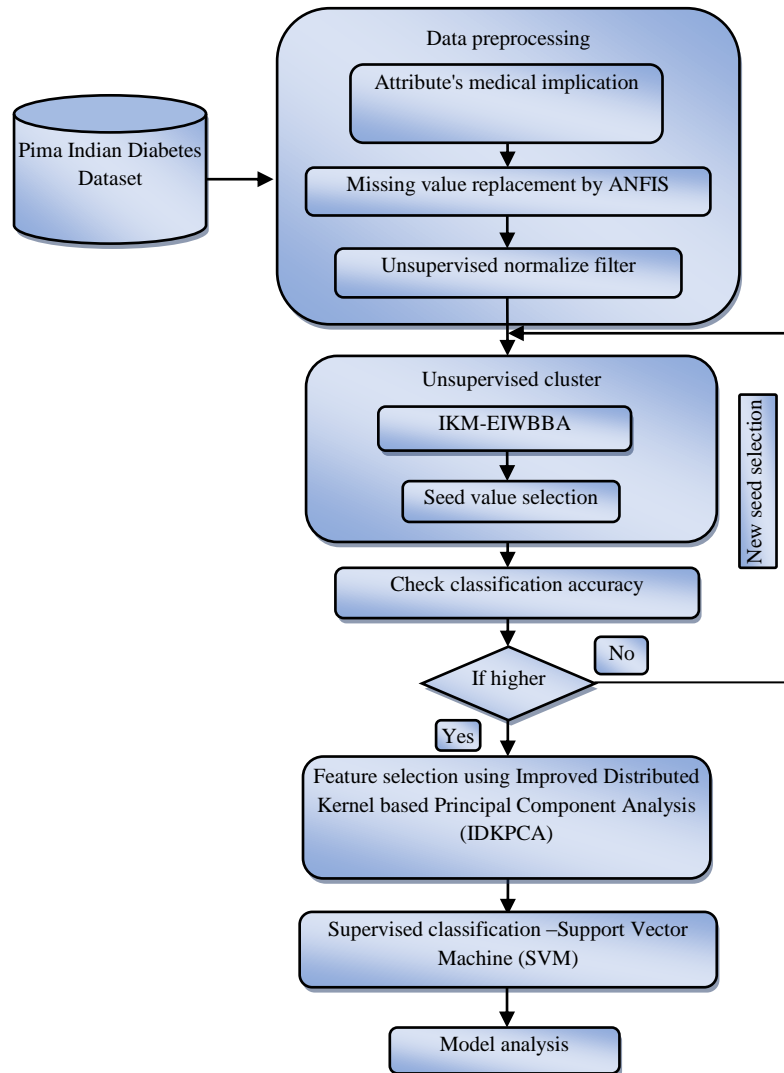 Data preprocessing
Attribute's medical implication
Pima Indian Diabetes
Dataset
Missing value replacement by ANFIS
Unsupervised normalize filter
Unsupervised cluster
IKM-EIWBBA
Seed value selection
New seed selection
Check classification accuracy
If higher
No
Yes
Feature selection using Improved Distributed
Kernel based Principal Component Analysis
(IDKPCA)
Supervised classification –Support Vector
Machine (SVM)
Model analysis